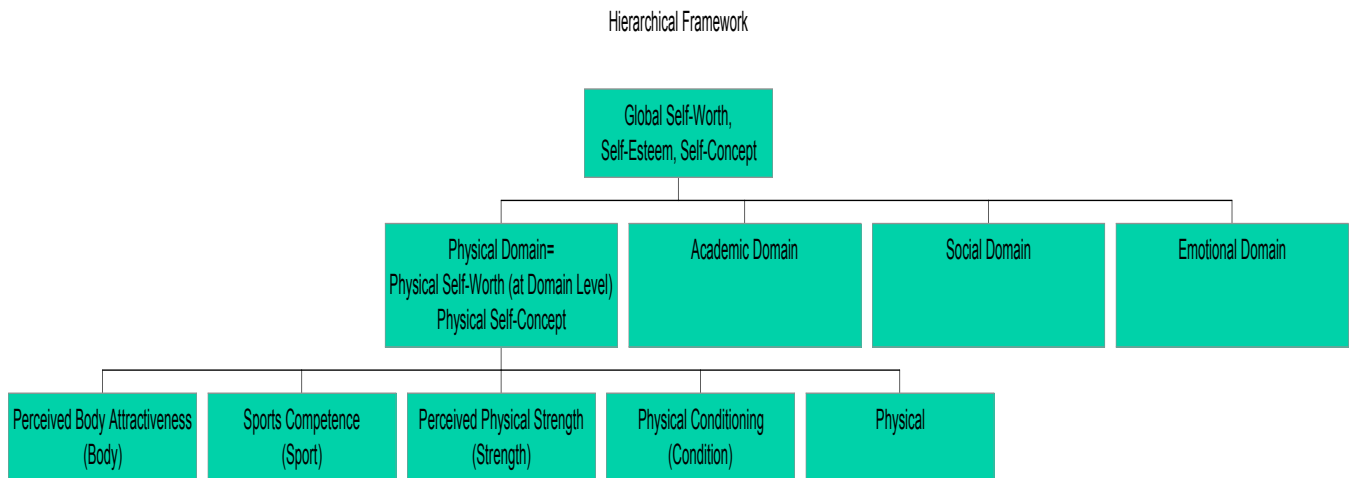 Hierarchical Framework
Global Self-Worth,
Self-Esteem, Self-Concept
Physical Domain=
Physical Self-Worth (at Domain Level)
Physical Self-Concept
Academic Domain
Social Domain
Emotional Domain
Perceived Body Attractiveness
(Body)
Sports Competence
(Sport)
Perceived Physical Strength
(Strength)
Physical Conditioning
(Condition)
Physical